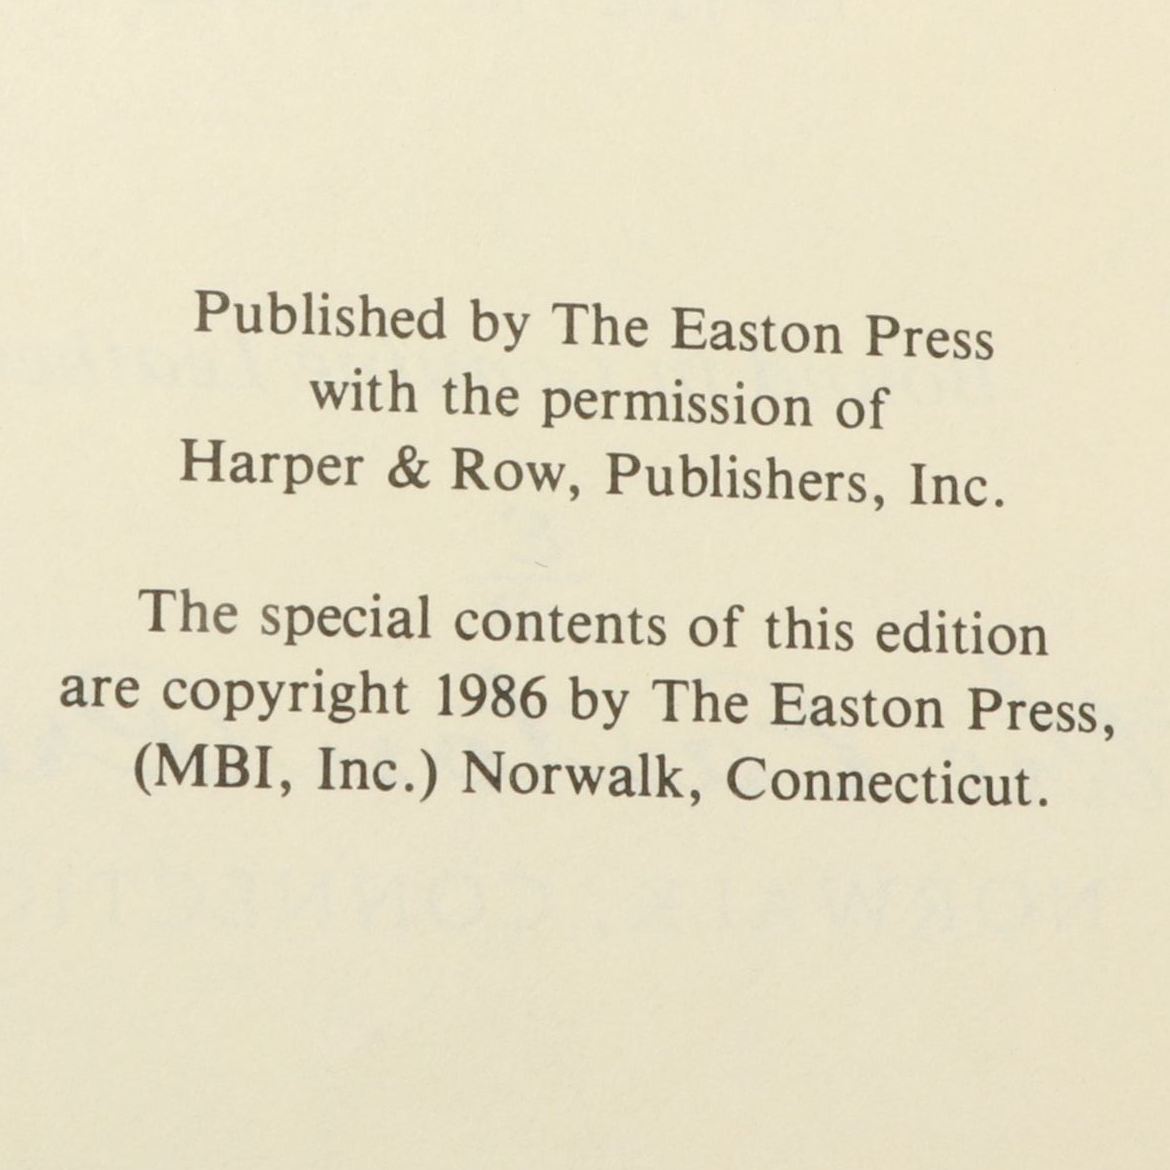 Published by The Easton Press
with the permission of
Harper & Row, Publishers, Inc.
The special contents of this edition
are copyright 1986 by The Easton Press,
(MBI, Inc.) Norwalk, Connecticut.